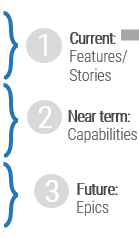 1
Current:
Features/
Stories
2
Near term:
Capabilities
3
Future:
Epics